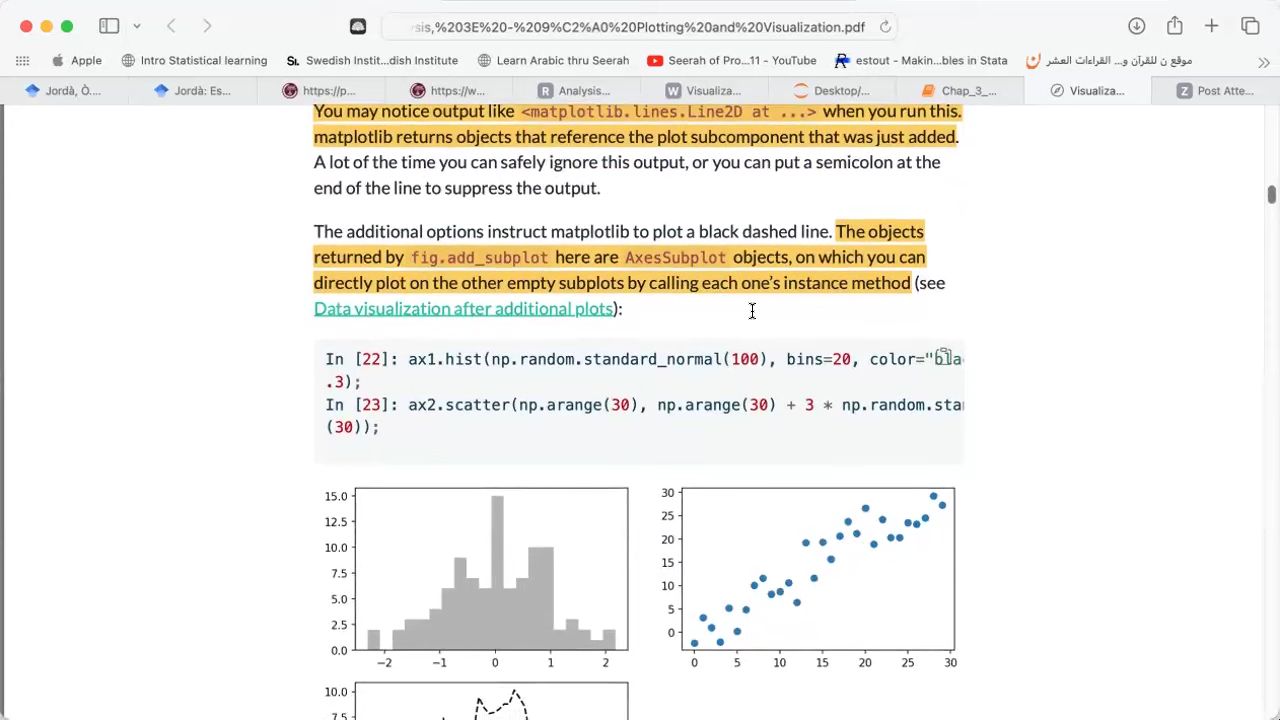 sis,%203E%20-%209%C2%A0%20Plotting%20and%20Visualization.pdf
Apple
Intro Statistical learning
Swedish Instit...dish Institute
Learn Arabic thru Seerah
Seerah of Pro...11 - YouTube
estout - Makin...bles in Stata
موقع ن للقرآن و... القراءات العشر
Jordà, Ò.…
Jordà: Es…
https://p…
https://w…
Analysis…
Visualiza…
Desktop/…
Chap_3_…
Visualiza…
Post Atte…
You may notice output like <matplotlib.lines.Line2D at ...> when you run this.
matplotlib returns objects that reference the plot subcomponent that was just added.
A lot of the time you can safely ignore this output, or you can put a semicolon at the
end of the line to suppress the output.
The additional options instruct matplotlib to plot a black dashed line. The objects
returned by fig.add_subplot here are AxesSubplot objects, on which you can
directly plot on the other empty subplots by calling each one's instance method (see
Data visualization after additional plots):
In [22]: ax1.hist(np.random.standard_normal(100), bins=20, color="bla
.3);
In [23]: ax2.scatter(np.arange(30), np.arange(30) + 3 * np.random.sta
(30));
15.0
12.5
10.0
7.5
5.0
2.5
0.0
−2 −1 0 1 2
30
25
20
15
10
5
0
0 5 10 15 20 25 30
10.0
7.5